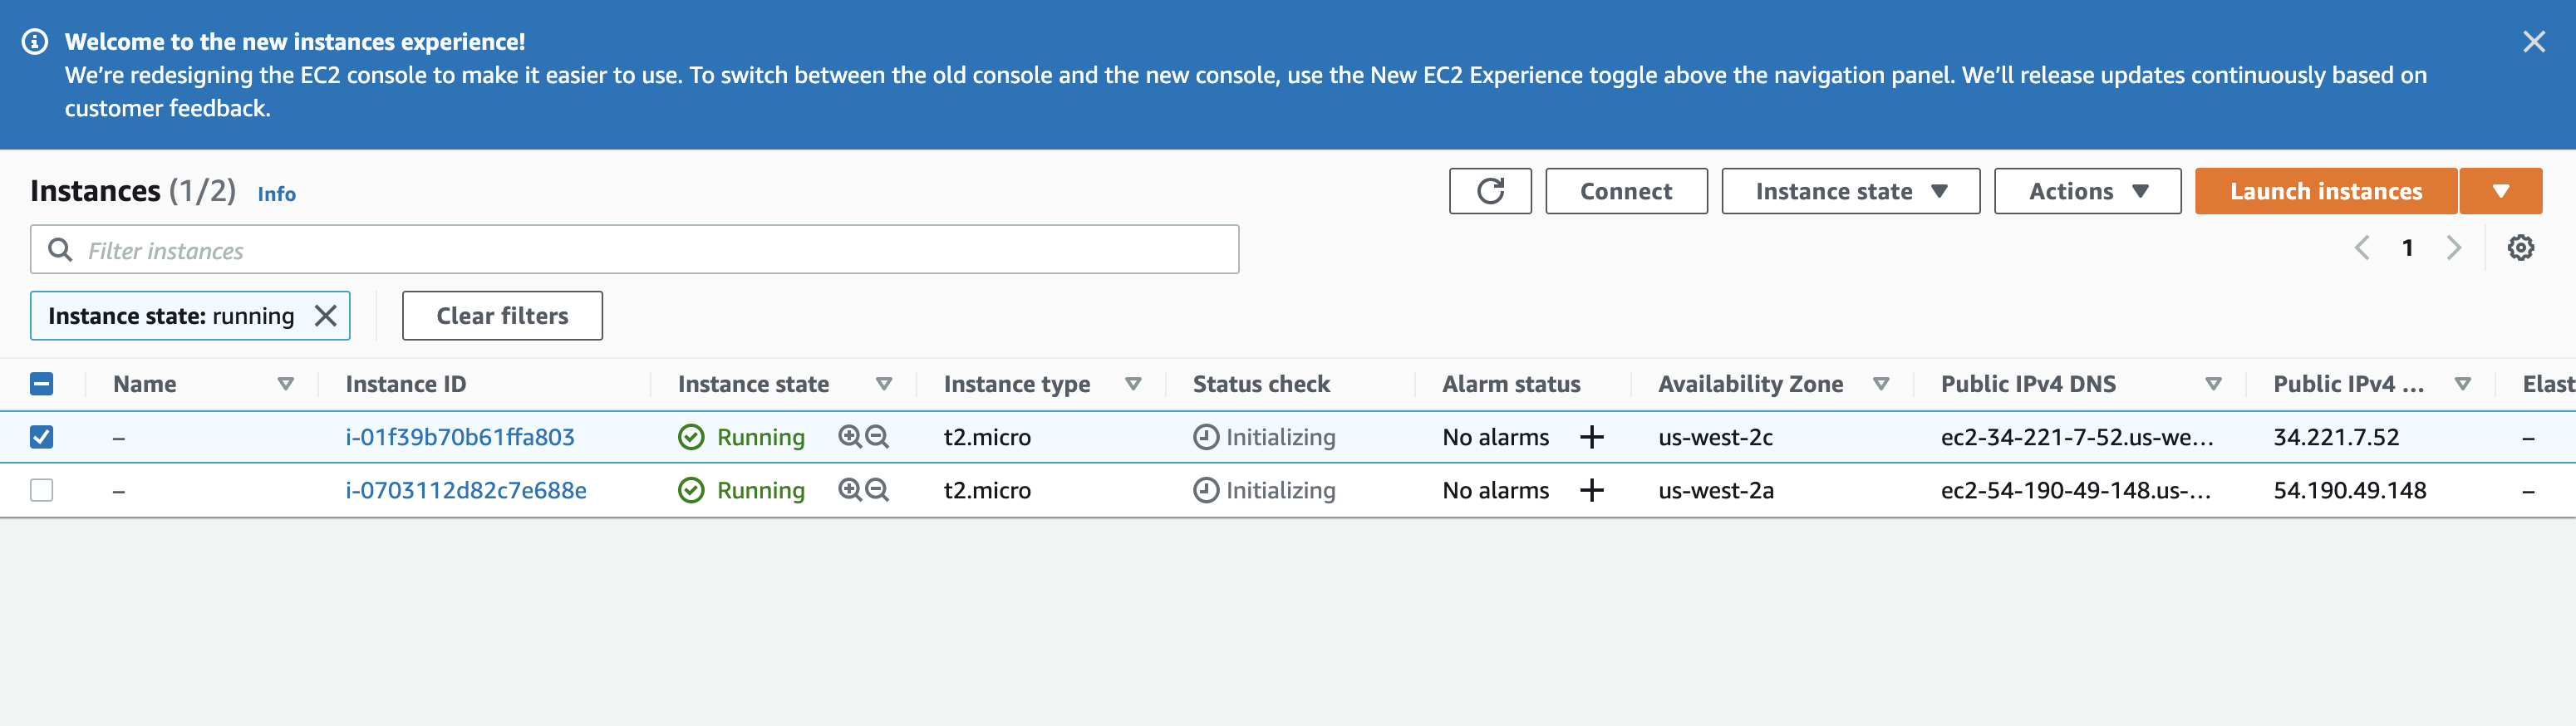 Welcome to the new instances experience!
We’re redesigning the EC2 console to make it easier to use. To switch between the old console and the new console, use the New EC2 Experience toggle above the navigation panel. We’ll release updates continuously based on
customer feedback.
Instances (1/2) Info Connect Instance state Actions Launch instances
Filter instances 1
Instance state: running Clear filters
Name Instance ID Instance state Instance type Status check Alarm status Availability Zone Public IPv4 DNS Public IPv4 ... Elast
– i-01f39b70b61ffa803 Running t2.micro Initializing No alarms + us-west-2c ec2-34-221-7-52.us-we... 34.221.7.52 –
– i-0703112d82c7e688e Running t2.micro Initializing No alarms + us-west-2a ec2-54-190-49-148.us-... 54.190.49.148 –